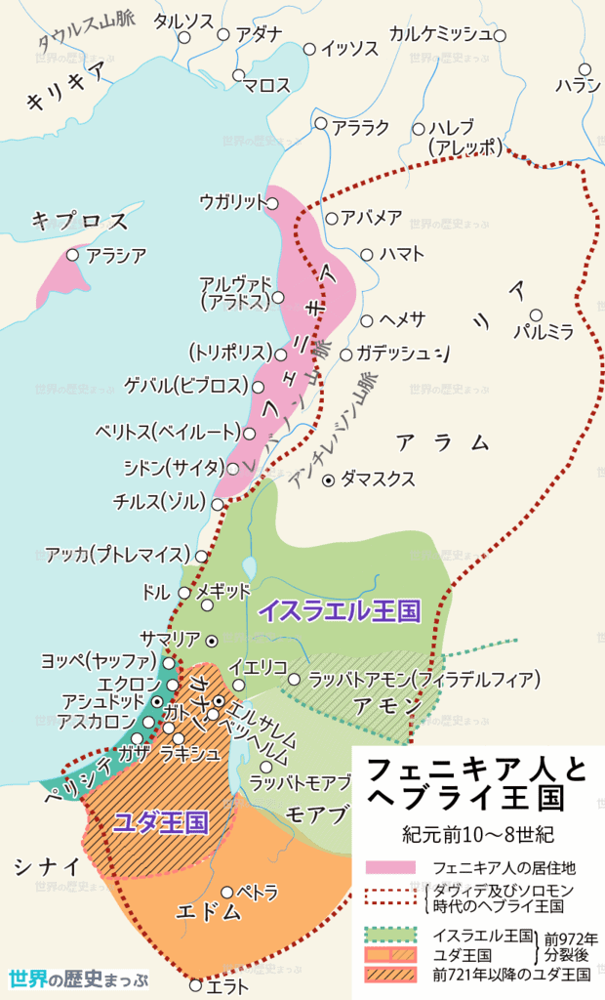 タウルス山脈
タルソス
アダナ
イッソス
カルケミッシュ
キリキア
マロス
ハラン
アララク
ハレブ
(アレッポ)
ウガリット
アパメア
キプロス
アラシア
ハマト
アルヴァド
(アラドス)
フェニキア
ヘメサ
シリア
パルミラ
(トリポリス)
ガデッシュ
ゲバル(ビブロス)
レバノン山脈
アンチレバノン山脈
ベリトス(ベイルート)
アラム
シドン(サイタ)
ダマスクス
チルス(ゾル)
アッカ(プトレマイス)
ドル
メギッド
イスラエル王国
サマリア
ヨッペ(ヤッファ)
イエリコ
エクロン
カナン
ラッバトアモン(フィラデルフィア)
アシュドッド
アモン
ガト
エルサレム
アスカロン
ベツヘルム
ガザ
ラキシュ
ペリシテ
ラッバトモアブ
モアブ
ユダ王国
シナイ
ペトラ
エドム
エラト
フェニキア人と
ヘブライ王国
紀元前10～8世紀
フェニキア人の居住地
ダヴィデ及びソロモン
時代のヘブライ王国
イスラエル王国
ユダ王国
前972年
分裂後
前721年以降のユダ王国
世界の歴史まっぷ